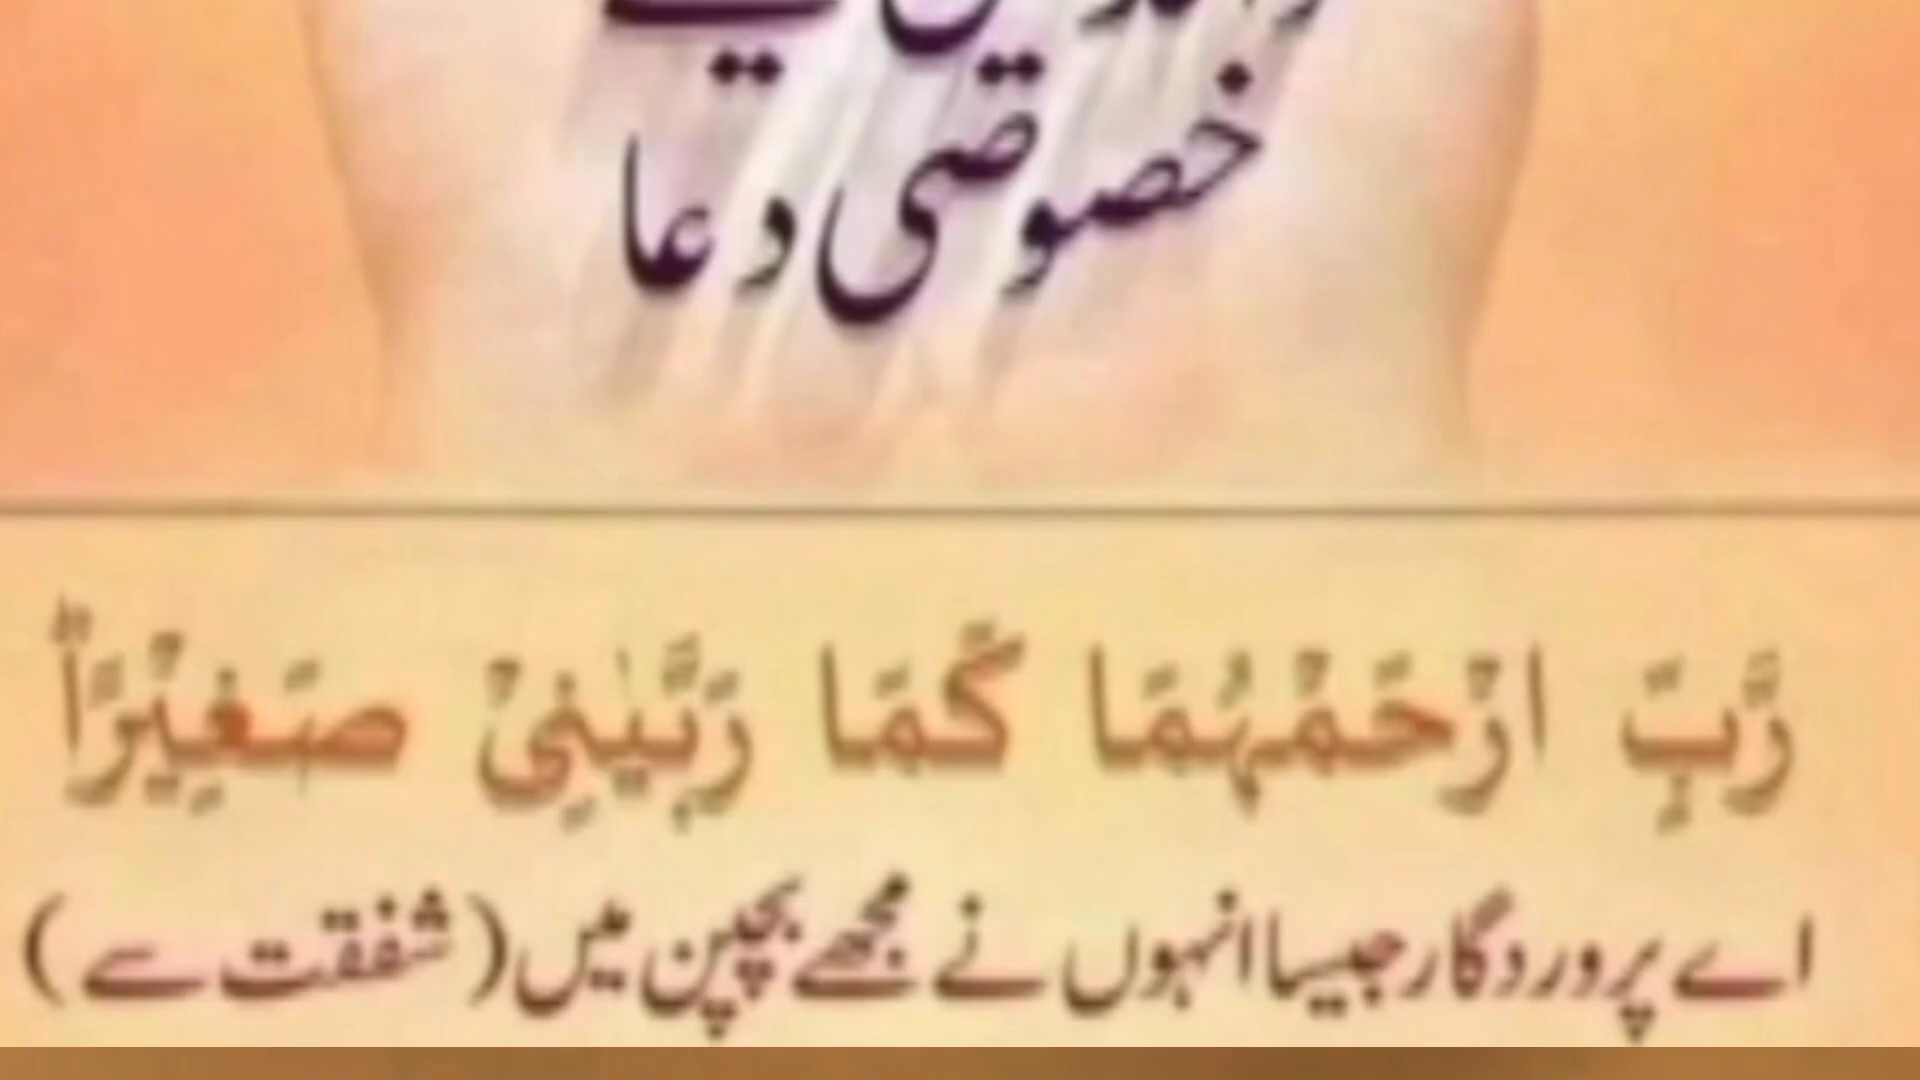 خصوصی دعا
رَّبِّ ارْحَمْہُمَا كَمَا رَبَّیٰنِیْ صَغِیْرًاؕ
اے پروردگار جیسا انہوں نے مجھے بچپن میں (شفقت سے)